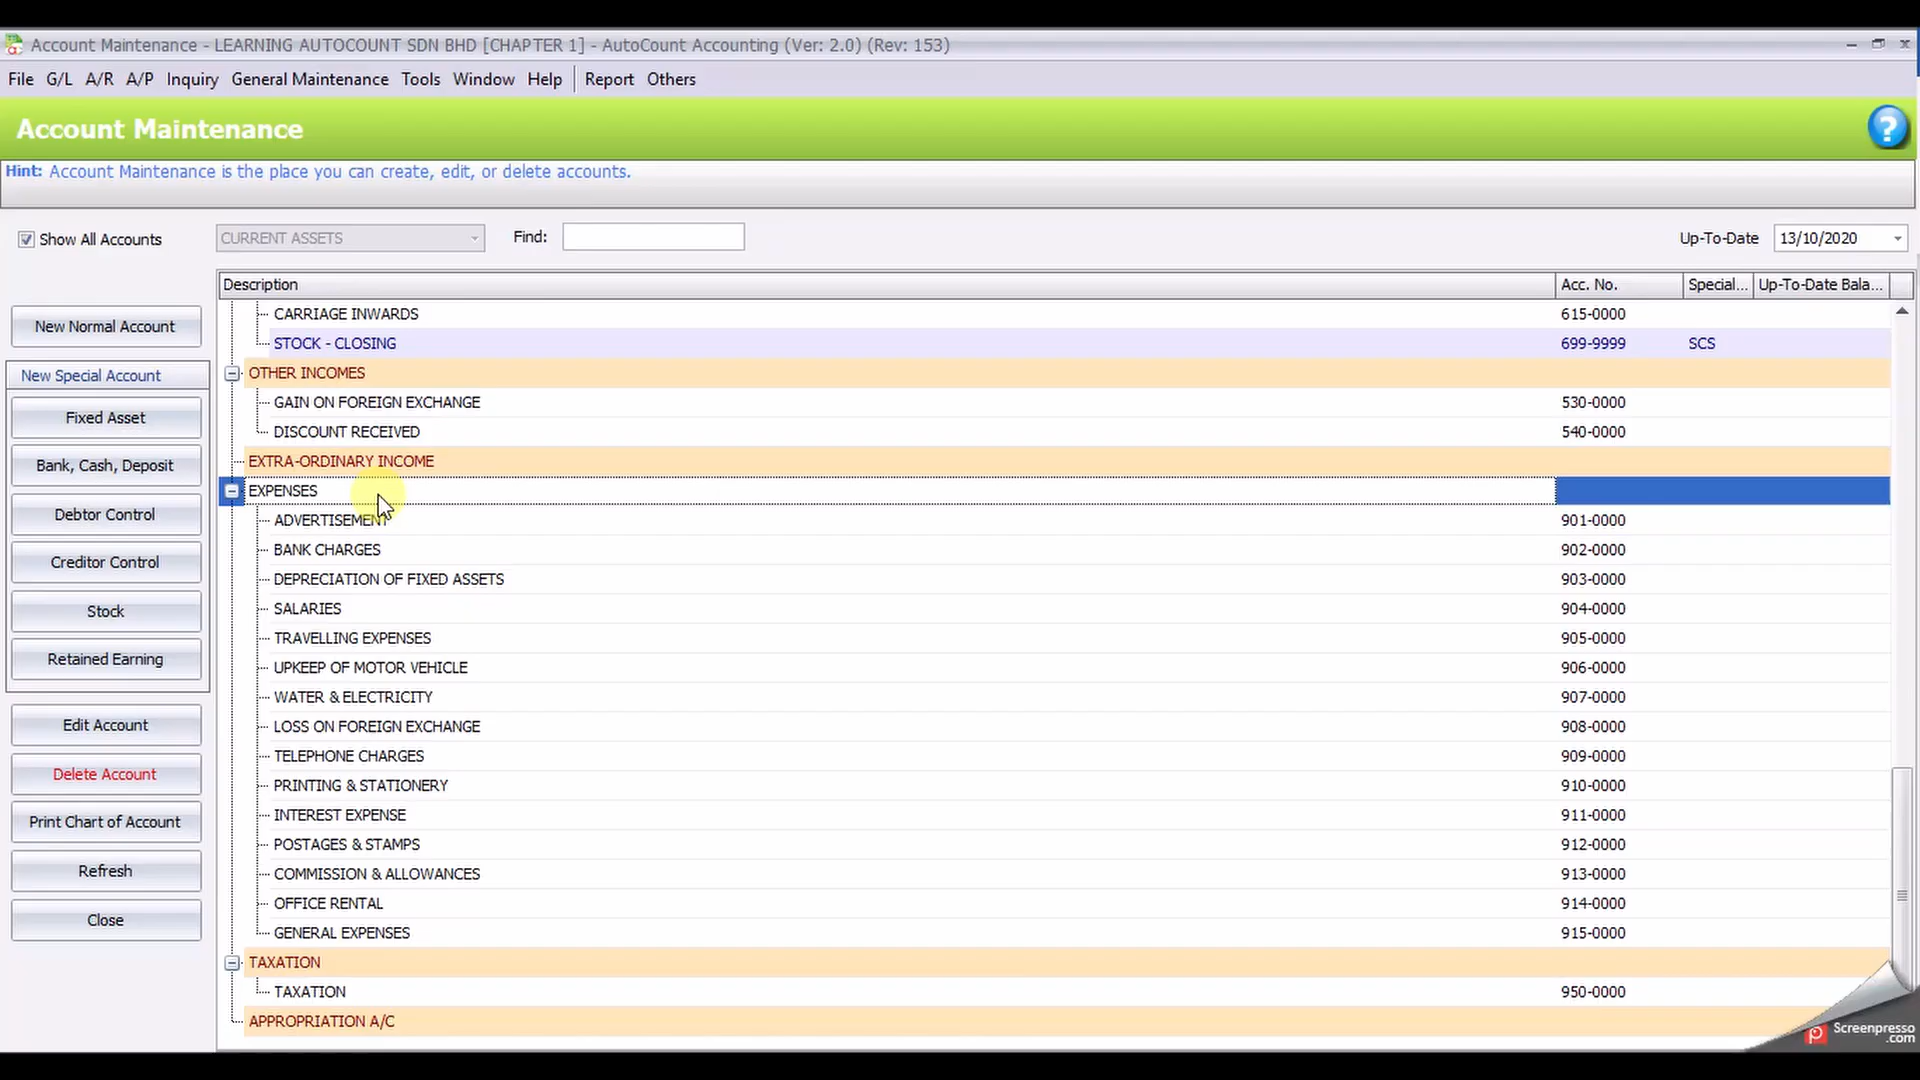 Account Maintenance - LEARNING AUTOCOUNT SDN BHD [CHAPTER 1] - AutoCount Accounting (Ver: 2.0) (Rev: 153)
File G/L A/R A/P Inquiry General Maintenance Tools Window Help Report Others
Account Maintenance
Hint: Account Maintenance is the place you can create, edit, or delete accounts.
Show All Accounts CURRENT ASSETS Find: Up-To-Date 13/10/2020
Description Acc. No. Special... Up-To-Date Bala...
New Normal Account
New Special Account
Fixed Asset
Bank, Cash, Deposit
Debtor Control
Creditor Control
Stock
Retained Earning
Edit Account
Delete Account
Print Chart of Account
Refresh
Close
CARRIAGE INWARDS 615-0000
STOCK - CLOSING 699-9999 SCS
OTHER INCOMES
GAIN ON FOREIGN EXCHANGE 530-0000
DISCOUNT RECEIVED 540-0000
EXTRA-ORDINARY INCOME
EXPENSES
ADVERTISEMENT 901-0000
BANK CHARGES 902-0000
DEPRECIATION OF FIXED ASSETS 903-0000
SALARIES 904-0000
TRAVELLING EXPENSES 905-0000
UPKEEP OF MOTOR VEHICLE 906-0000
WATER & ELECTRICITY 907-0000
LOSS ON FOREIGN EXCHANGE 908-0000
TELEPHONE CHARGES 909-0000
PRINTING & STATIONERY 910-0000
INTEREST EXPENSE 911-0000
POSTAGES & STAMPS 912-0000
COMMISSION & ALLOWANCES 913-0000
OFFICE RENTAL 914-0000
GENERAL EXPENSES 915-0000
TAXATION
TAXATION 950-0000
APPROPRIATION A/C
Screenpresso
.com